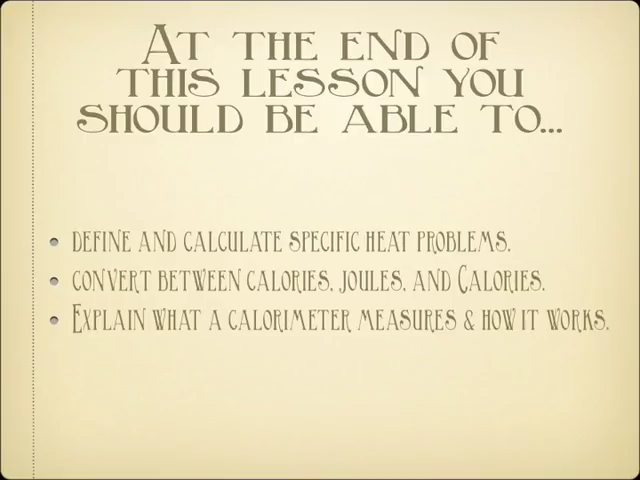 At the end of
this lesson you
should be able to...
• define and calculate specific heat problems.
• convert between calories, joules, and Calories.
• Explain what a calorimeter measures & how it works.